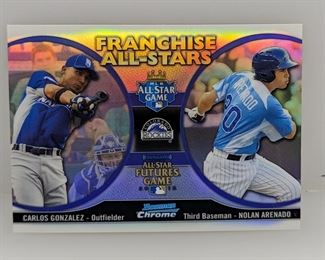 FRANCHISE
ALL-STARS
MLB
ALL STAR
GAME
ROCKIES
ALL-STAR
FUTURES
GAME
CARLOS GONZALEZ - Outfielder
Bowman
Chrome
Third Baseman - NOLAN ARENADO